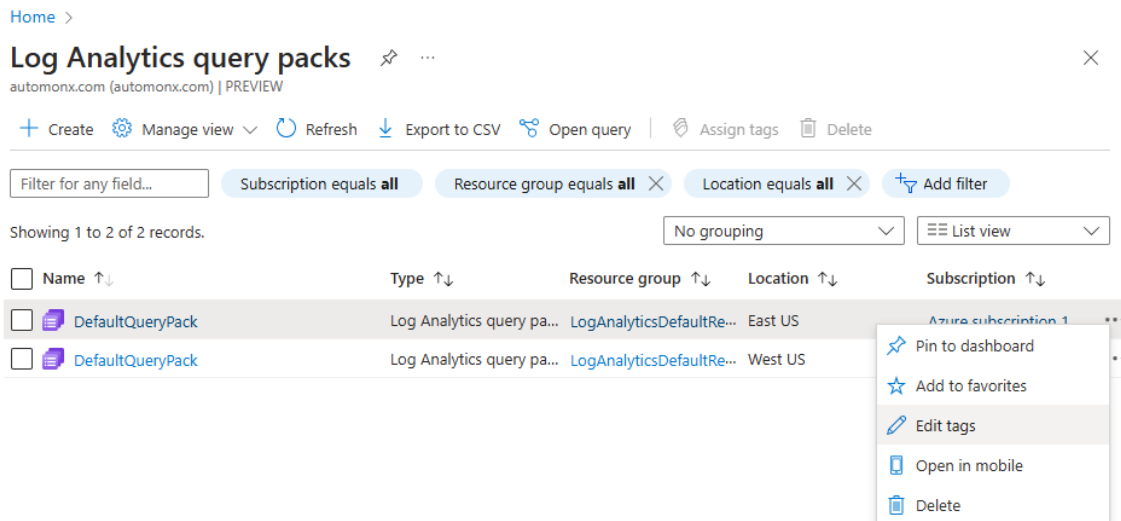 Home >
Log Analytics query packs ...
automonx.com (automonx.com) | PREVIEW
Create Manage view Refresh Export to CSV Open query Assign tags Delete
Filter for any field... Subscription equals all Resource group equals all Location equals all Add filter
Showing 1 to 2 of 2 records. No grouping List view
Name Type Resource group Location Subscription
DefaultQueryPack Log Analytics query pa... LogAnalyticsDefaultRe... East US Azure subscription 1
DefaultQueryPack Log Analytics query pa... LogAnalyticsDefaultRe... West US
Pin to dashboard
Add to favorites
Edit tags
Open in mobile
Delete